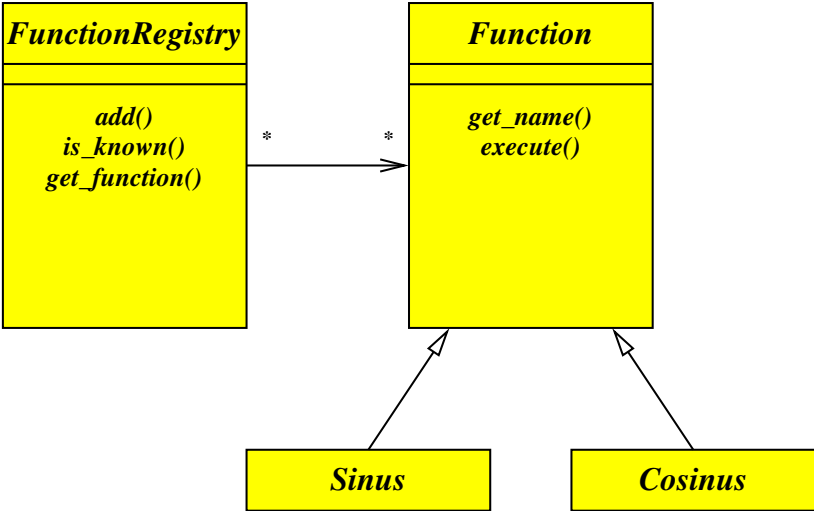 FunctionRegistry
add()
is_known()
get_function()
* *
Function
get_name()
execute()
Sinus
Cosinus